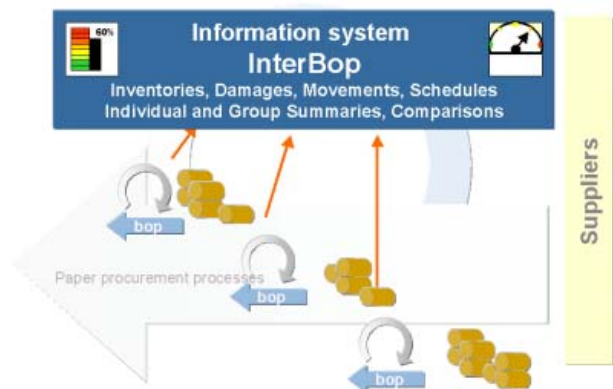 60%
Information system
InterBop
Inventories, Damages, Movements, Schedules
Individual and Group Summaries, Comparisons
Suppliers
bop
Paper procurement processes
bop
bop